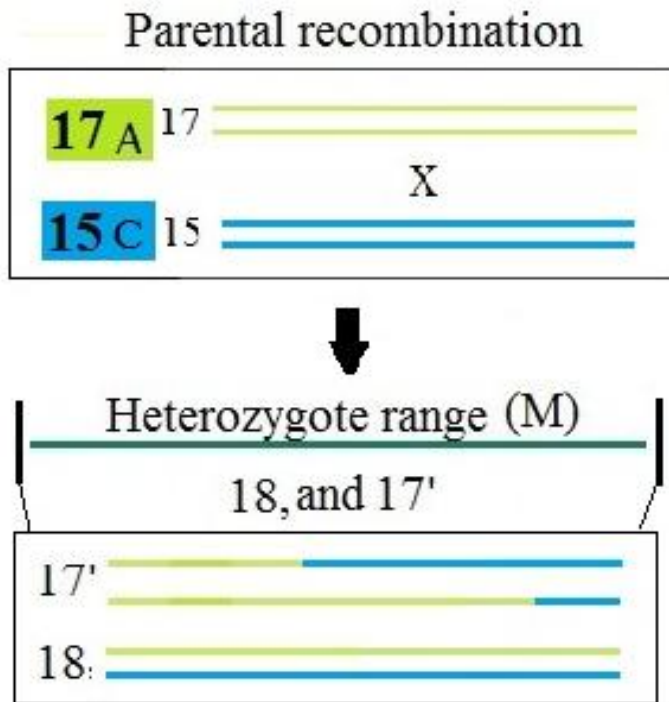 Parental recombination
17 A 17
X
15 C 15
Heterozygote range (M)
18, and 17'
17'
18: